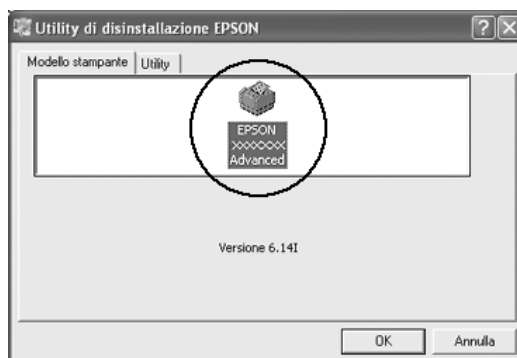 Utility di disinstallazione EPSON
Modello stampante
Utility
EPSON
XXXXXXX
Advanced
Versione 6.14I
OK
Annulla